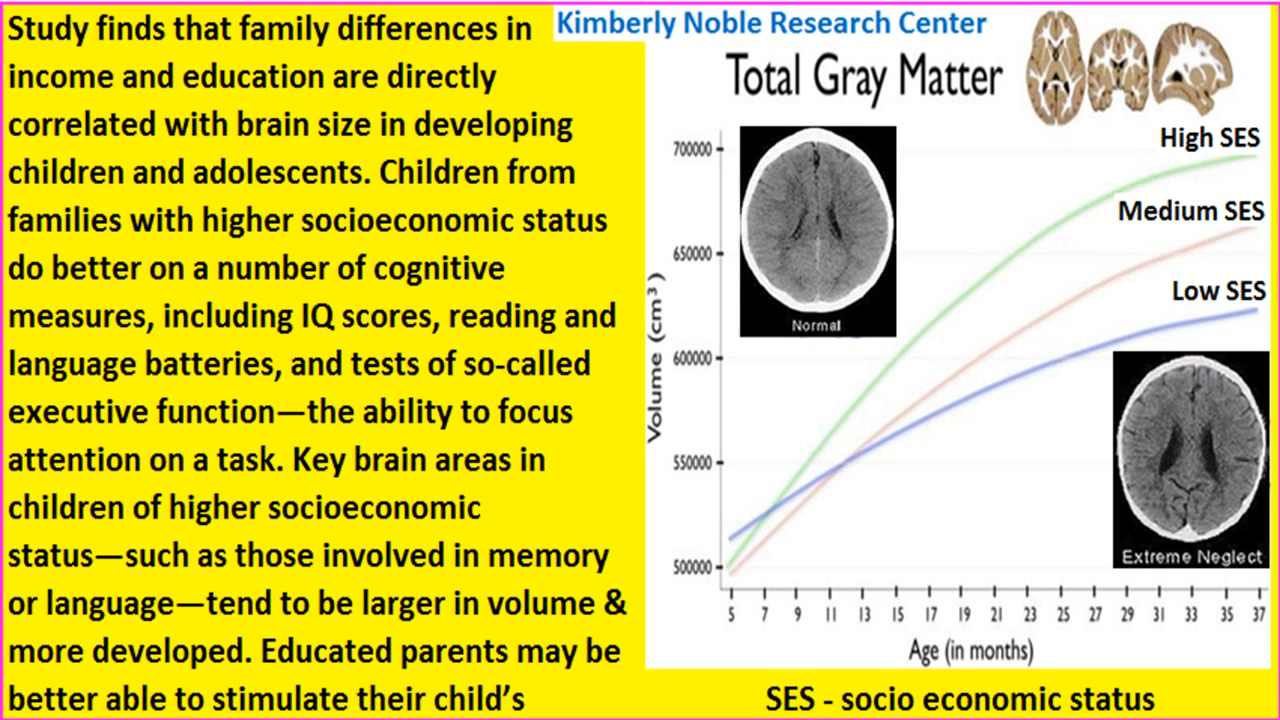 Study finds that family differences in
income and education are directly
correlated with brain size in developing
children and adolescents. Children from
families with higher socioeconomic status
do better on a number of cognitive
measures, including IQ scores, reading and
language batteries, and tests of so-called
executive function—the ability to focus
attention on a task. Key brain areas in
children of higher socioeconomic
status—such as those involved in memory
or language—tend to be larger in volume &
more developed. Educated parents may be
better able to stimulate their child’s
Kimberly Noble Research Center
Total Gray Matter
High SES
Medium SES
Low SES
Normal
Extreme Neglect
Volume (cm³)
700000
650000
600000
550000
500000
5 7 9 11 13 15 17 19 21 23 25 27 29 31 33 35 37
Age (in months)
SES - socio economic status